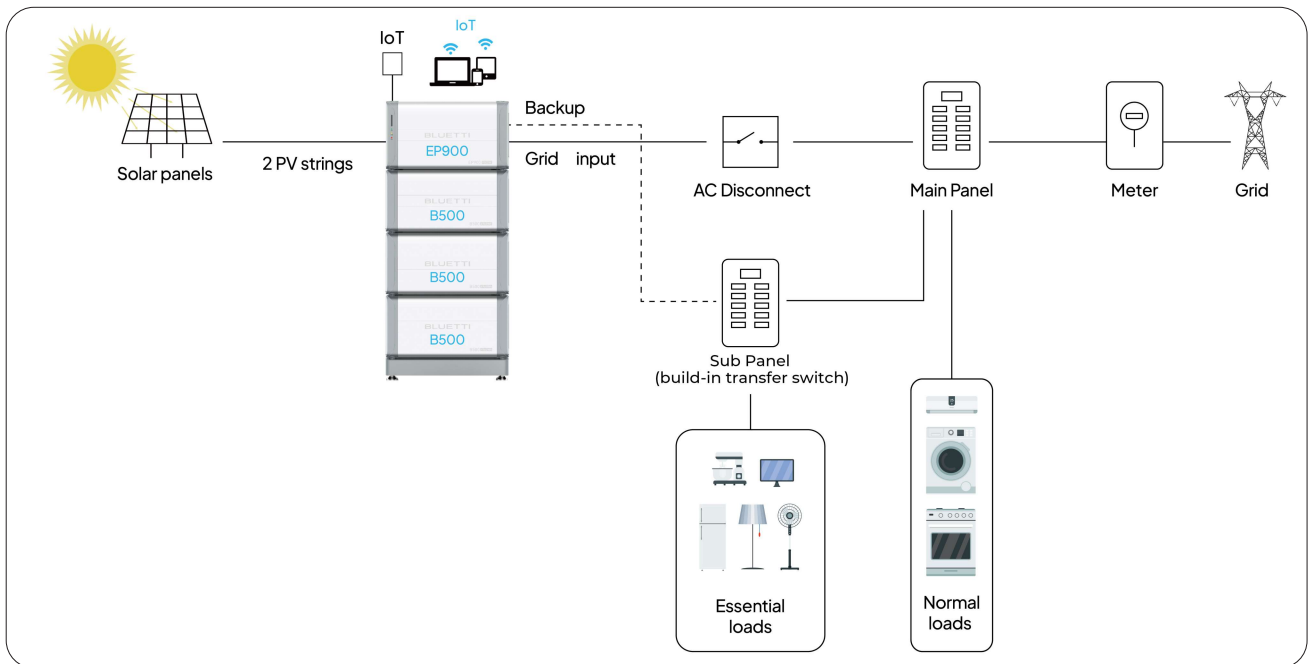 IoT
IoT
Backup
BLUETTI
EP900
Grid input
2 PV strings
Solar panels
AC Disconnect
Main Panel
Meter
Grid
BLUETTI
B500
BLUETTI
B500
BLUETTI
B500
Sub Panel
(build-in transfer switch)
Essential
loads
Normal
loads